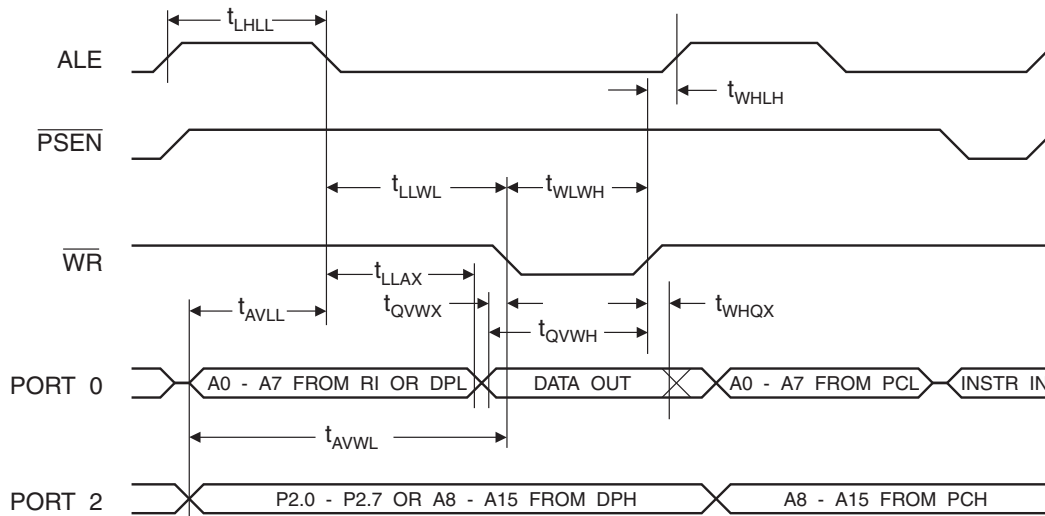 tLHLL
ALE
tWHLH
PSEN
tLLWL
tWLWH
WR
tLLAX
tAVLL
tQVWX
tWHQX
tQVWH
PORT 0
A0 - A7 FROM RI OR DPL
DATA OUT
A0 - A7 FROM PCL
INSTR IN
tAVWL
PORT 2
P2.0 - P2.7 OR A8 - A15 FROM DPH
A8 - A15 FROM PCH